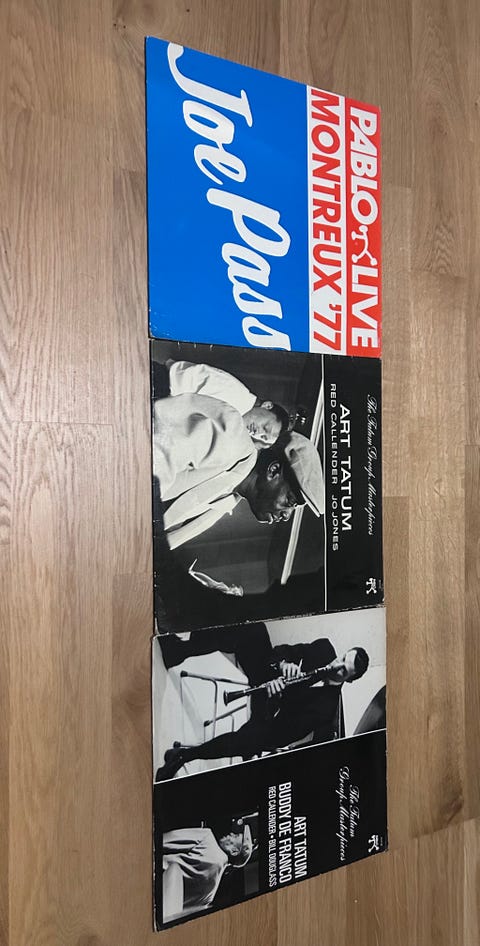 PABLO LIVE
MONTREUX '77
Joe Pass
The Tatum Group Masterpieces
ART TATUM
RED CALLENDER JO JONES
The Tatum
Group Masterpieces
ART TATUM
BUDDY DE FRANCO
RED CALLENDER • BILL DOUGLASS